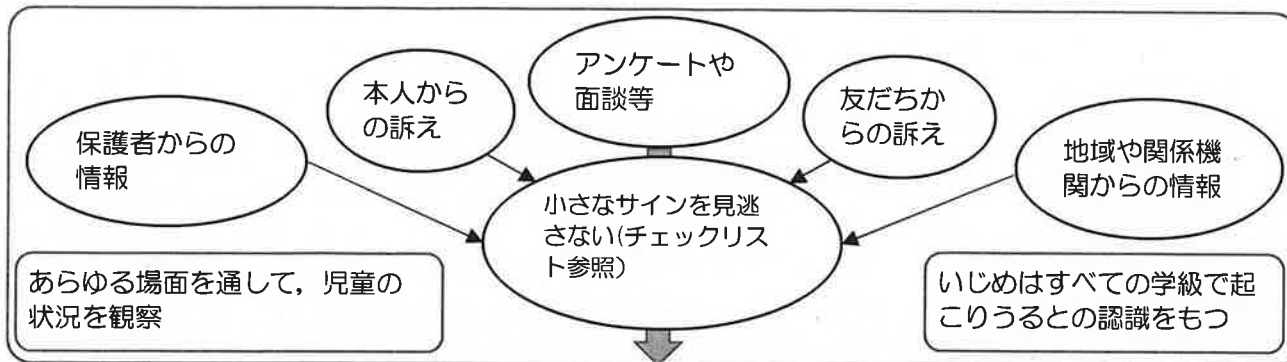 アンケートや
面談等
本人から
の訴え
友だちか
らの訴え
保護者からの
情報
地域や関係機
関からの情報
小さなサインを見逃
さない(チェックリス
ト参照)
あらゆる場面を通して，児童の
状況を観察
いじめはすべての学級で起
こりうるとの認識をもつ